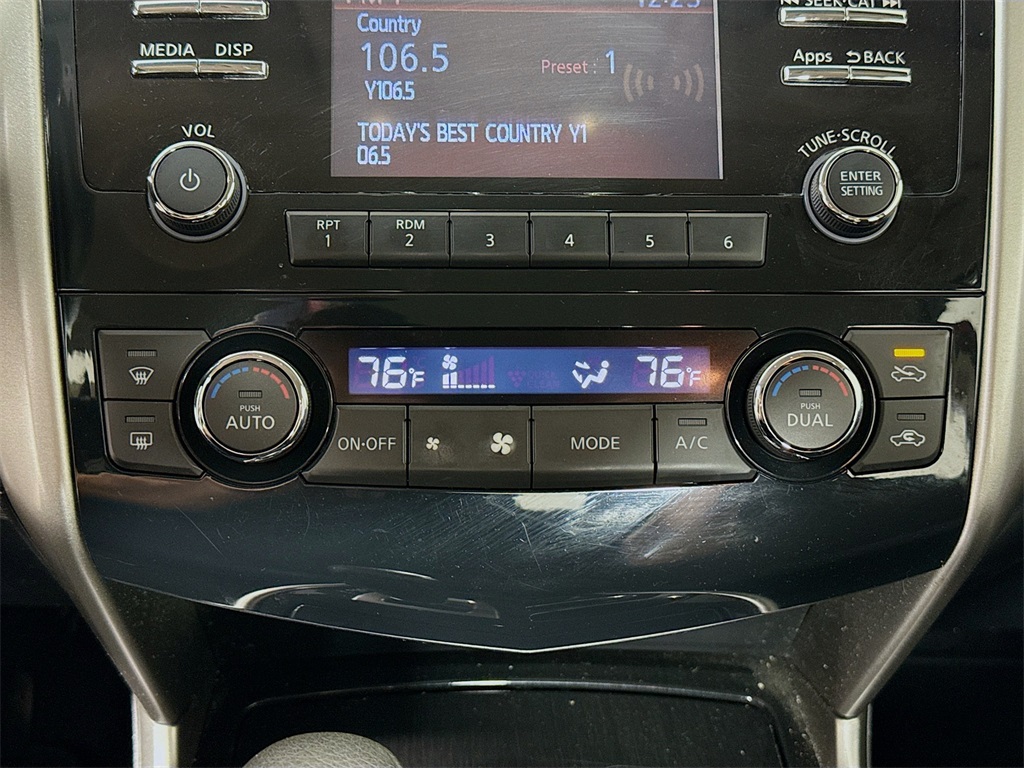 12:25
SEEK·CAT
Country
MEDIA DISP
106.5
Preset : 1
Apps BACK
Y106.5
TODAY'S BEST COUNTRY Y1
06.5
VOL
TUNE·SCROLL
ENTER
SETTING
RPT
1
RDM
2
3
4
5
6
76°F
76°F
PUSH
AUTO
PUSH
DUAL
ON·OFF
MODE
A/C